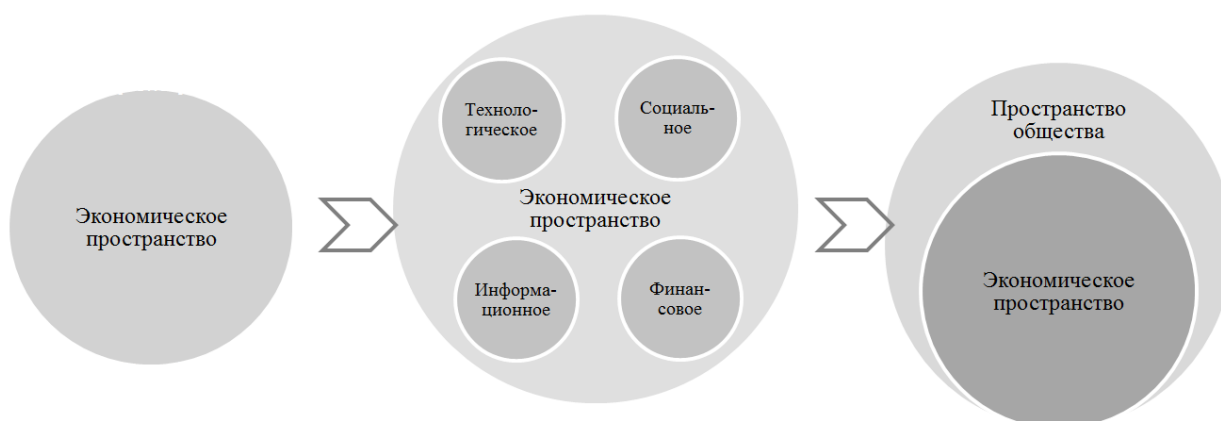 Экономическое
пространство
Техноло-
гическое
Социаль-
ное
Экономическое
пространство
Информа-
ционное
Финан-
совое
Пространство
общества
Экономическое
пространство